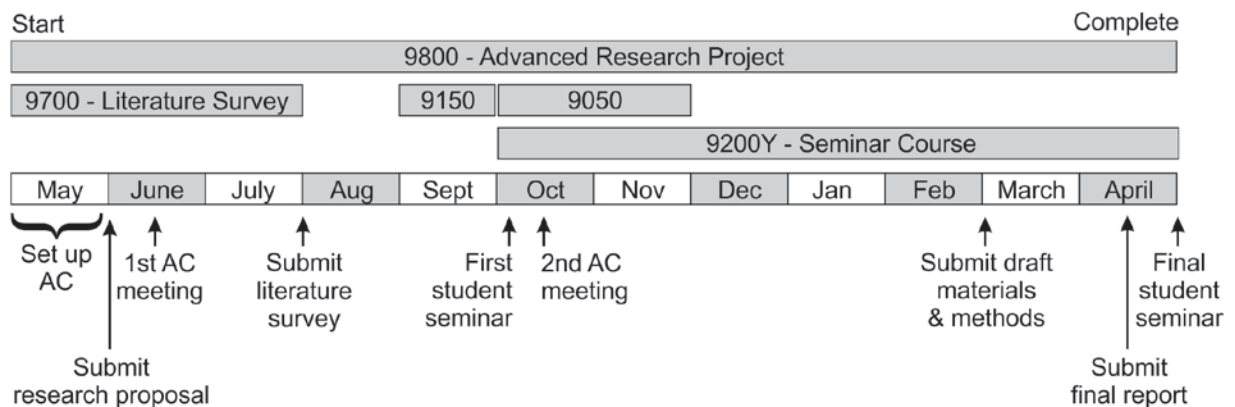 Start
Complete
9800 - Advanced Research Project
9700 - Literature Survey
9150
9050
9200Y - Seminar Course
May
June
July
Aug
Sept
Oct
Nov
Dec
Jan
Feb
March
April
Set up
AC
1st AC
meeting
Submit
literature
survey
First
student
seminar
2nd AC
meeting
Submit draft
materials
& methods
Final
student
seminar
Submit
research proposal
Submit
final report